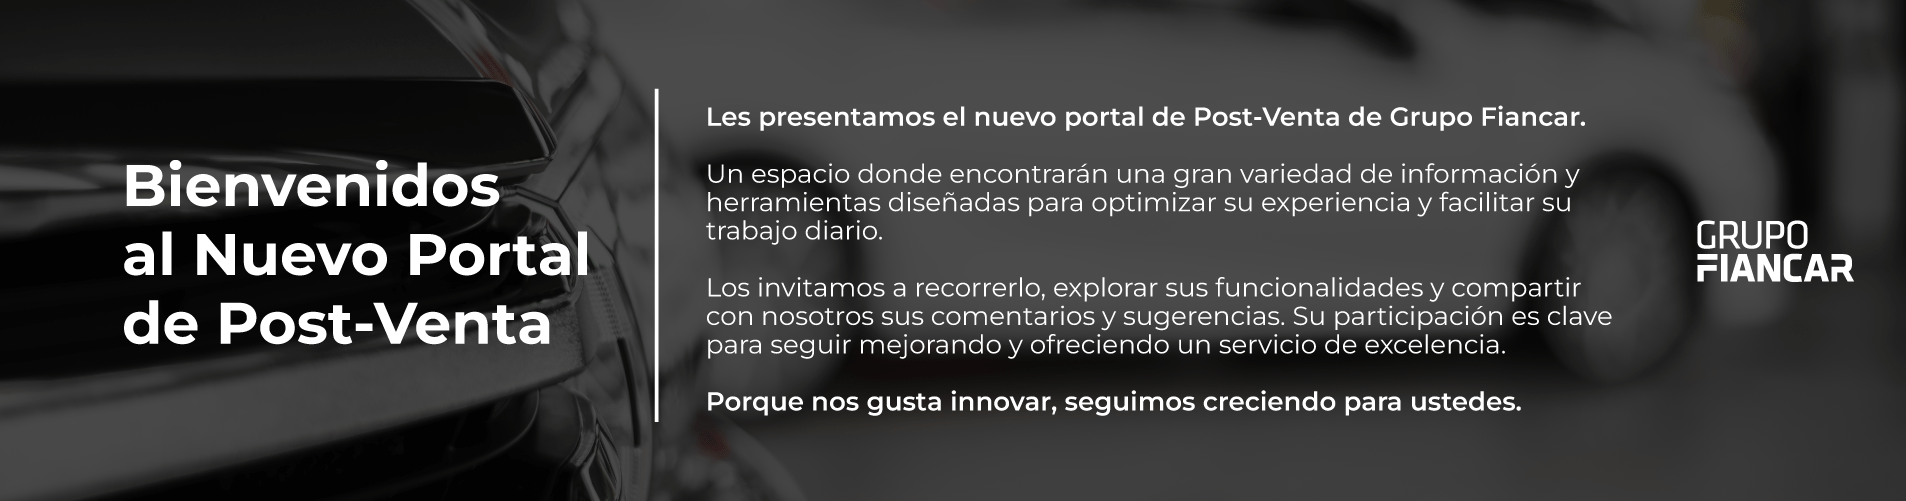 Bienvenidos
al Nuevo Portal
de Post-Venta
Les presentamos el nuevo portal de Post-Venta de Grupo Fiancar.
Un espacio donde encontrarán una gran variedad de información y
herramientas diseñadas para optimizar su experiencia y facilitar su
trabajo diario.
Los invitamos a recorrerlo, explorar sus funcionalidades y compartir
con nosotros sus comentarios y sugerencias. Su participación es clave
para seguir mejorando y ofreciendo un servicio de excelencia.
Porque nos gusta innovar, seguimos creciendo para ustedes.
GRUPO
FIANCAR